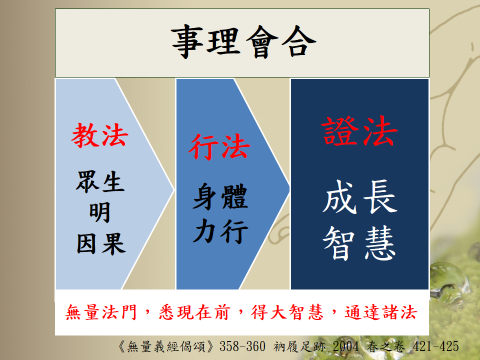 事理會合
教法
眾生
明
因果
行法
身體
力行
證法
成長
智慧
無量法門，悉現在前，得大智慧，通達諸法
《無量義經偈頌》358-360 衲履足跡 2004 春之卷 421-425